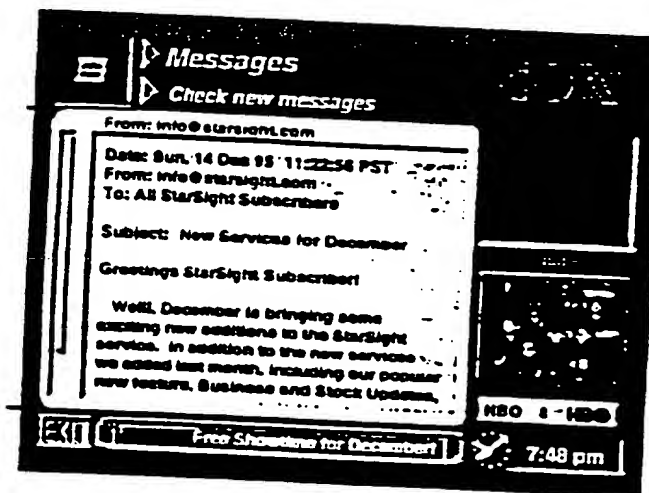 Messages
Check new messages
From: info@starsight.com
Date: Sun, 14 Dec 95 11:22:56 PST
From: info@starsight.com
To: All StarSight Subscribers
Subject: New Services for December
Greetings StarSight Subscriber!
Well, December is bringing some
exciting new additions to the StarSight
service. In addition to the new services
we added last month, including our popular
new feature, Business and Stock Updates,
HBO 8 - HBO
Free Showtime for December!
7:48 pm